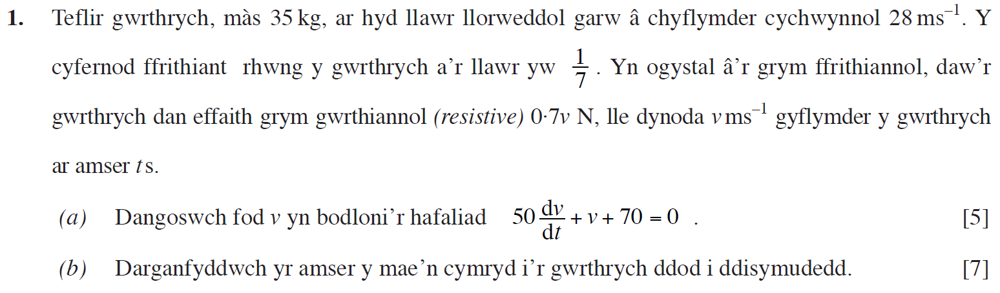 1. Teflir gwrthrych, màs 35 kg, ar hyd llawr llorweddol garw â chyflymder cychwynnol 28 ms⁻¹. Y
cyfernod ffrithiant rhwng y gwrthrych a'r llawr yw 1/7. Yn ogystal â'r grym ffrithiannol, daw'r
gwrthrych dan effaith grym gwrthiannol (resistive) 0·7v N, lle dynoda v ms⁻¹ gyflymder y gwrthrych
ar amser t s.
(a) Dangoswch fod v yn bodloni'r hafaliad 50 dv/dt + v + 70 = 0 . [5]
(b) Darganfyddwch yr amser y mae'n cymryd i'r gwrthrych ddod i ddisymudedd. [7]